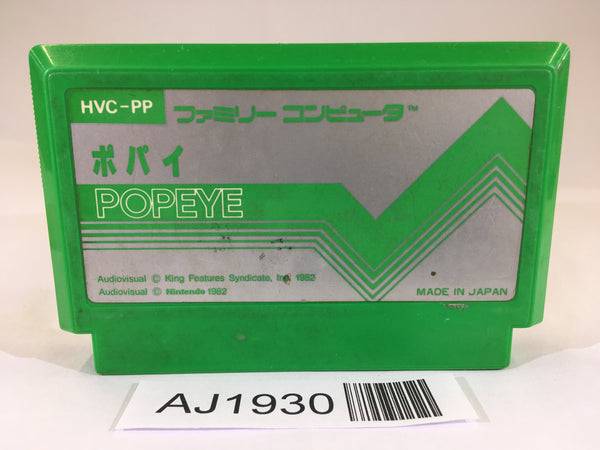 HVC-PP
ファミリー コンピュータ™
ポパイ
POPEYE
Audiovisual © King Features Syndicate, Inc. 1982
Audiovisual © Nintendo 1982
MADE IN JAPAN
AJ1930